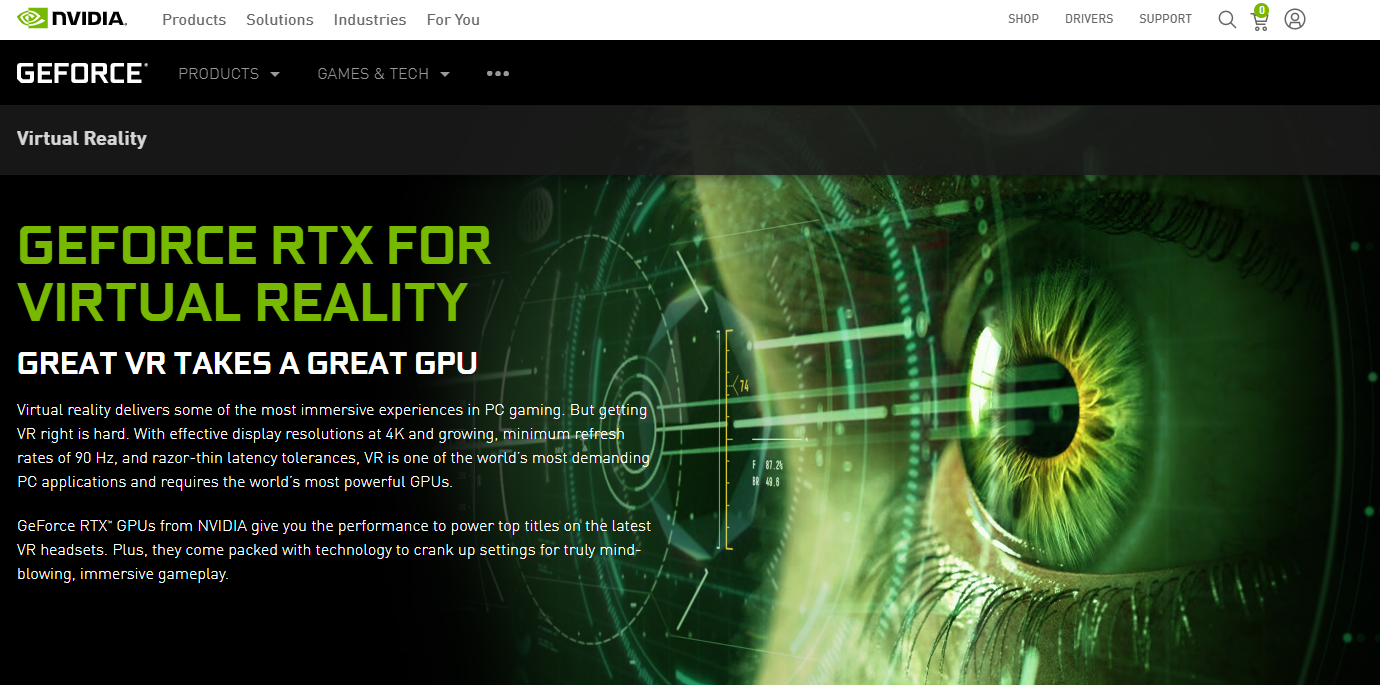 NVIDIA.
Products Solutions Industries For You
SHOP DRIVERS SUPPORT
0
GEFORCE®
PRODUCTS GAMES & TECH
Virtual Reality
GEFORCE RTX FOR
VIRTUAL REALITY
GREAT VR TAKES A GREAT GPU
Virtual reality delivers some of the most immersive experiences in PC gaming. But getting
VR right is hard. With effective display resolutions at 4K and growing, minimum refresh
rates of 90 Hz, and razor-thin latency tolerances, VR is one of the world’s most demanding
PC applications and requires the world’s most powerful GPUs.
GeForce RTX™ GPUs from NVIDIA give you the performance to power top titles on the latest
VR headsets. Plus, they come packed with technology to crank up settings for truly mind-
blowing, immersive gameplay.
74
F 87.2%
BR 49.6